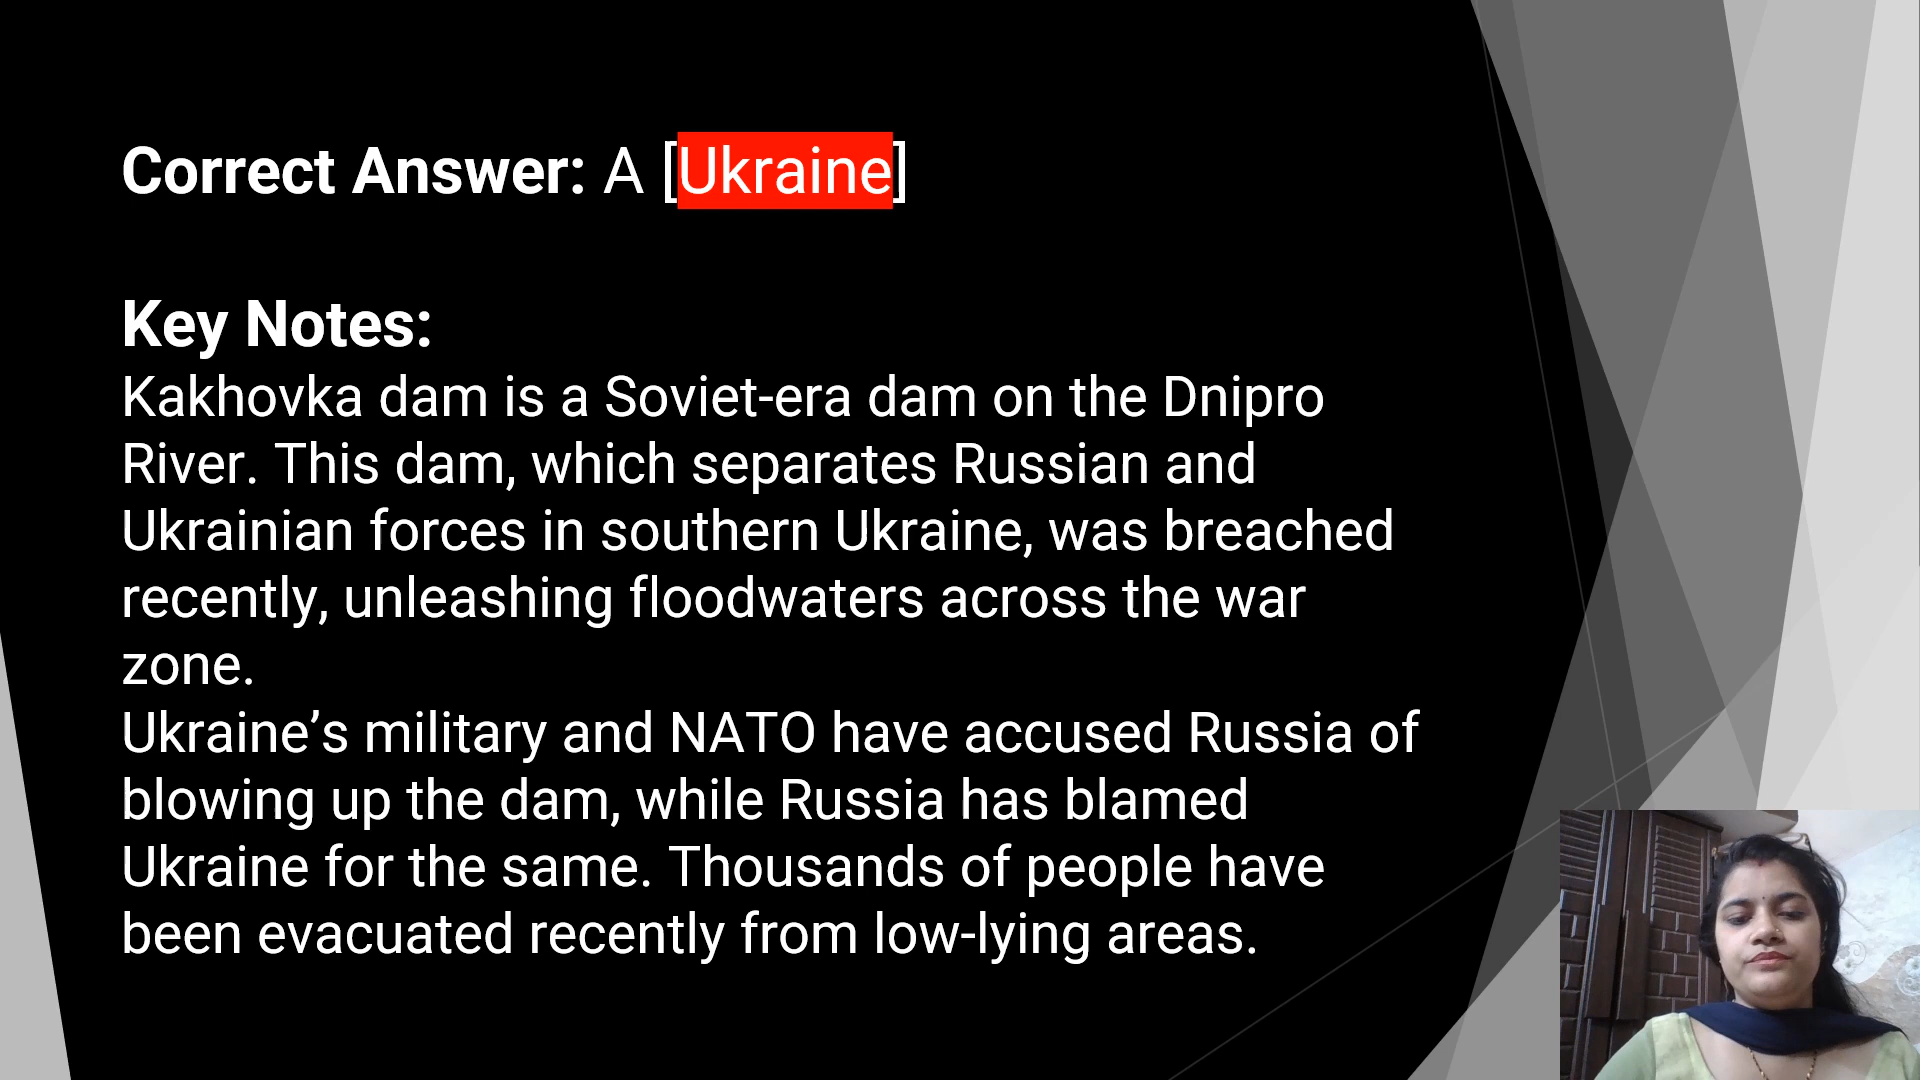 Correct Answer: A [Ukraine]
Key Notes:
Kakhovka dam is a Soviet-era dam on the Dnipro
River. This dam, which separates Russian and
Ukrainian forces in southern Ukraine, was breached
recently, unleashing floodwaters across the war
zone.
Ukraine’s military and NATO have accused Russia of
blowing up the dam, while Russia has blamed
Ukraine for the same. Thousands of people have
been evacuated recently from low-lying areas.